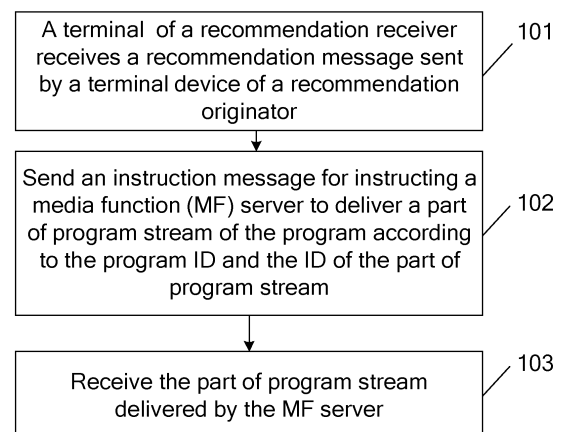 A terminal of a recommendation receiver
receives a recommendation message sent
by a terminal device of a recommendation
originator
101
Send an instruction message for instructing a
media function (MF) server to deliver a part
of program stream of the program according
to the program ID and the ID of the part of
program stream
102
Receive the part of program stream
delivered by the MF server
103